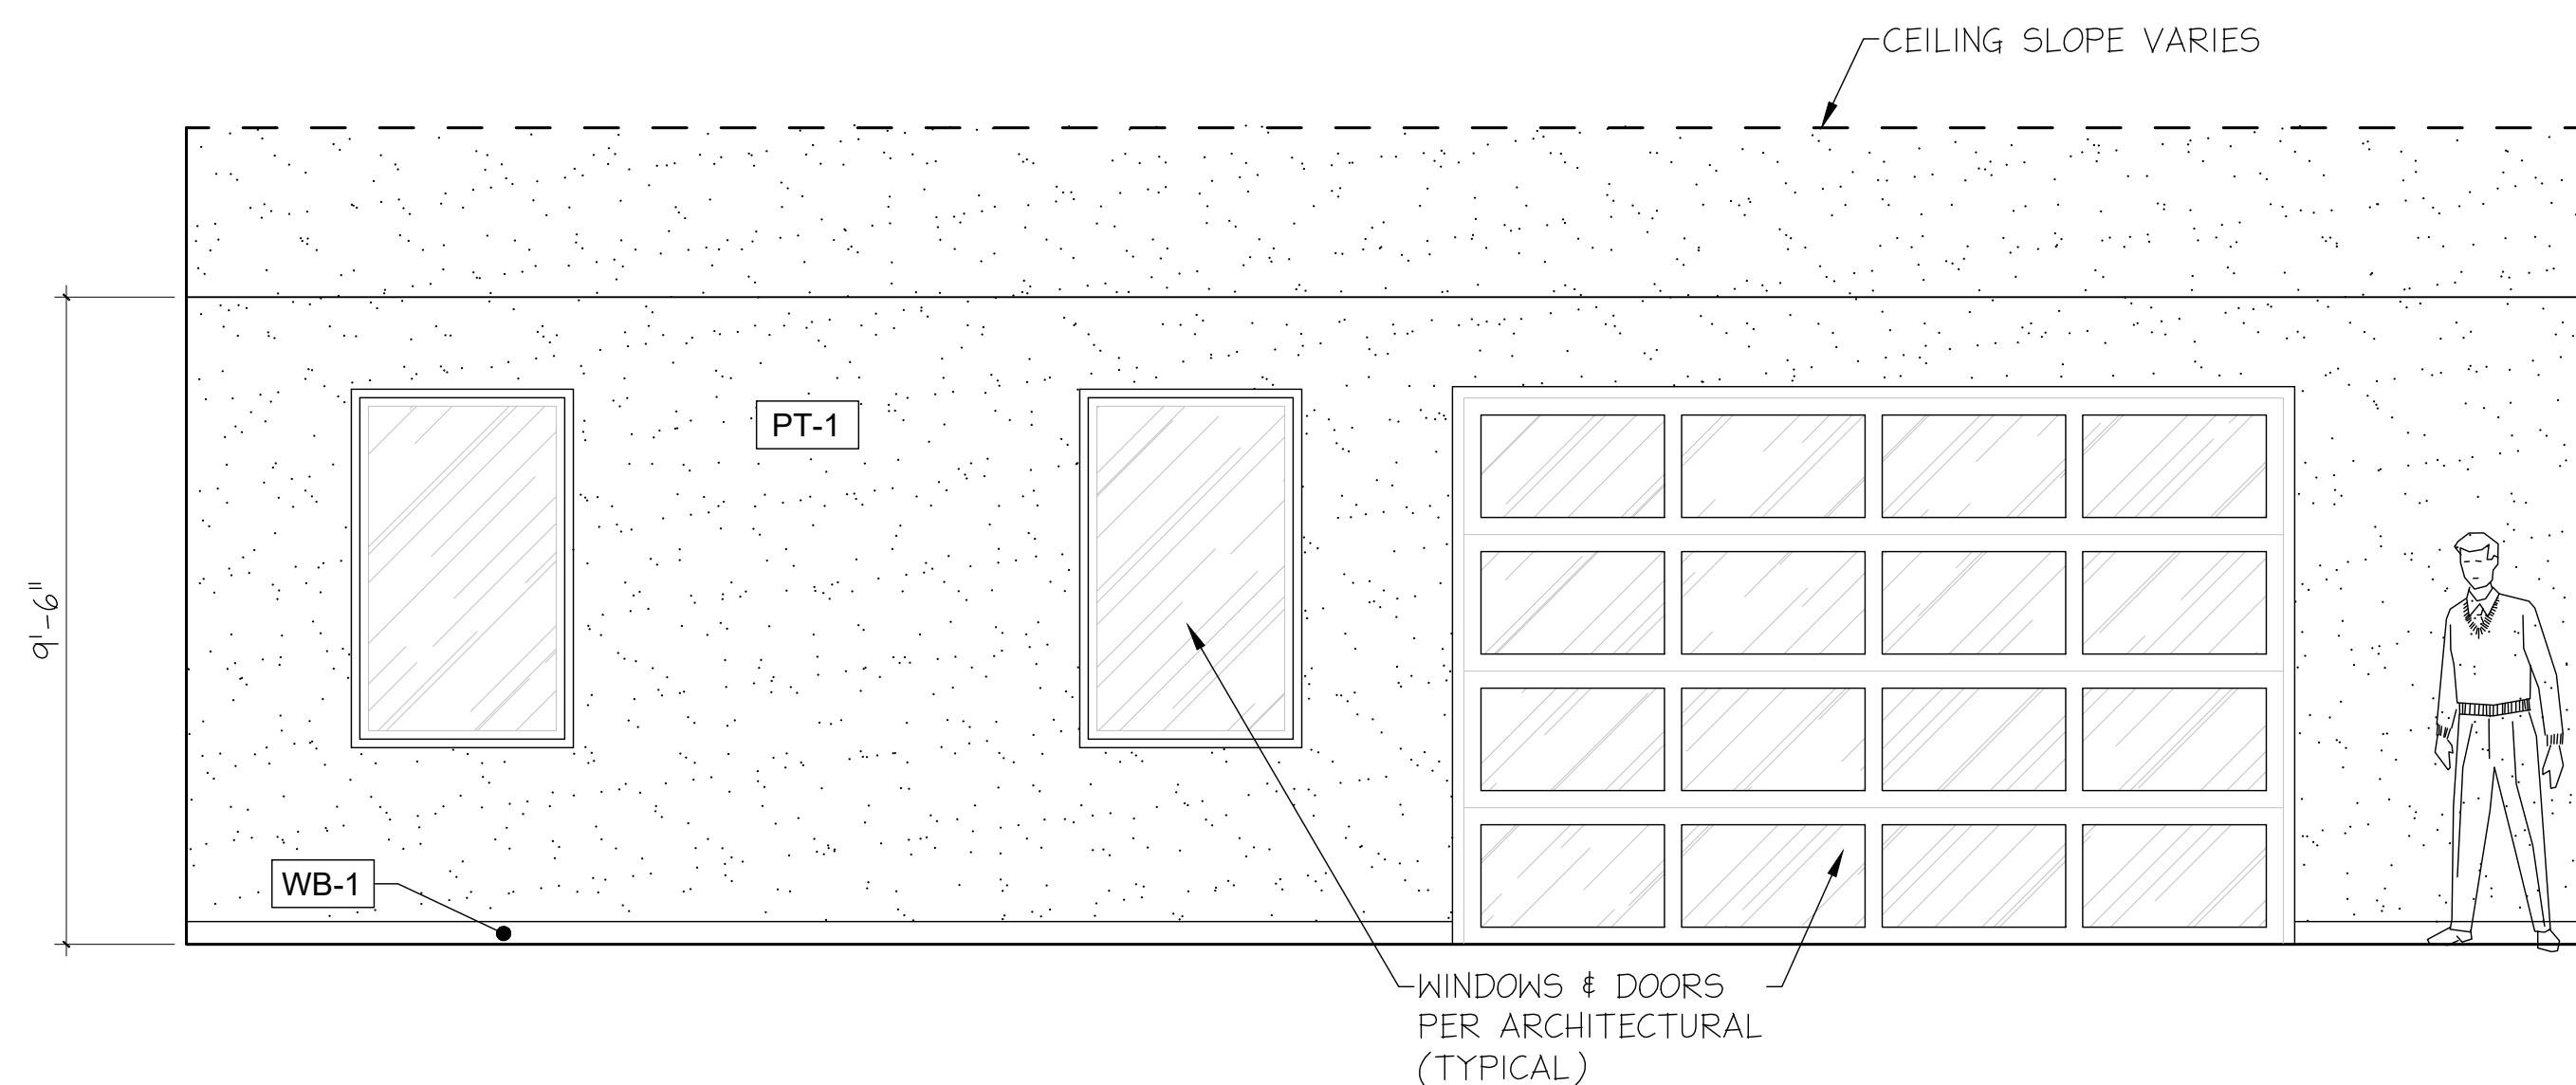 CEILING SLOPE VARIES
PT-1
9'-6"
WB-1
WINDOWS & DOORS
PER ARCHITECTURAL
(TYPICAL)